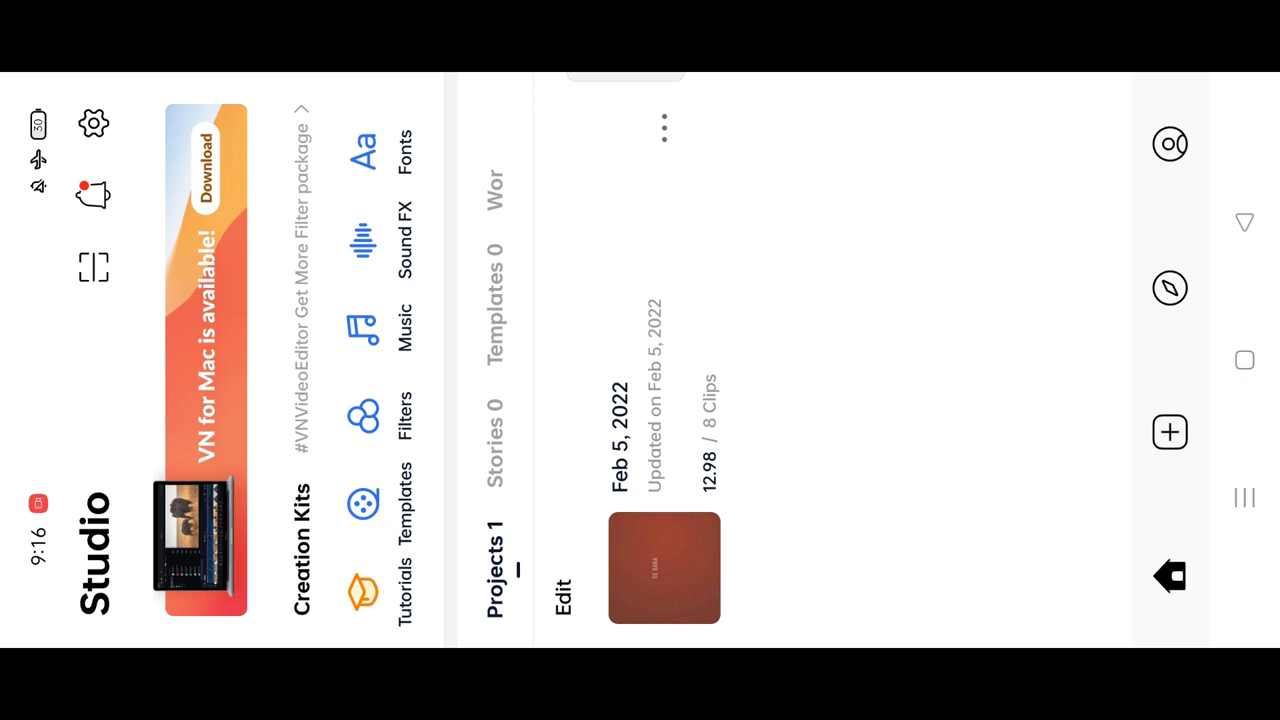 9:16
30
Studio
VN for Mac is available!
Download
Creation Kits
#VNVideoEditor Get More Filter package >
Tutorials
Templates
Filters
Music
Aa
Sound FX
Fonts
Projects 1
Stories 0
Templates 0
Wor
Edit
Feb 5, 2022
Updated on Feb 5, 2022
12.98 / 8 Clips